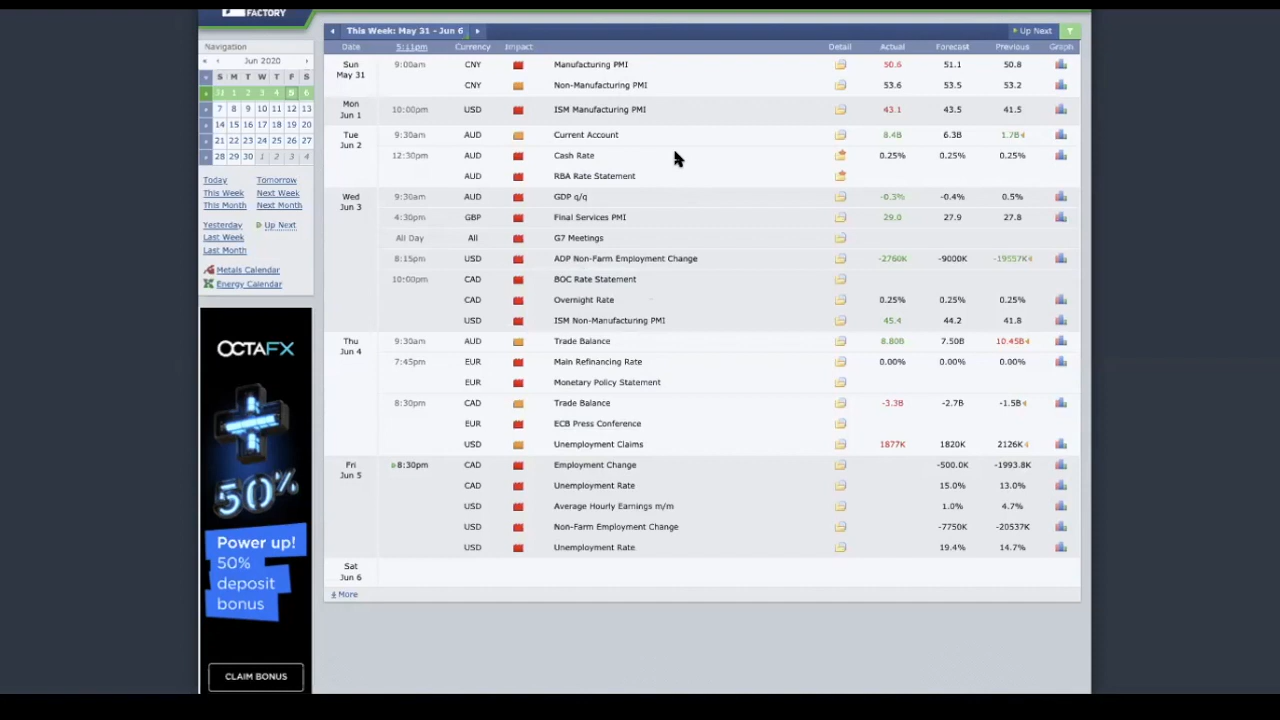 FACTORY
This Week: May 31 - Jun 6
Up Next
Navigation
« ‹ Jun 2020 ›
S M T W T F S
31 1 2 3 4 5 6
7 8 9 10 11 12 13
14 15 16 17 18 19 20
21 22 23 24 25 26 27
28 29 30 1 2 3 4
Today Tomorrow
This Week Next Week
This Month Next Month
Yesterday Up Next
Last Week
Last Month
Metals Calendar
Energy Calendar
OCTAFX
50%
Power up!
50%
deposit
bonus
CLAIM BONUS
Date 5:11pm Currency Impact Detail Actual Forecast Previous Graph
Sun May 31 9:00am CNY Manufacturing PMI 50.6 51.1 50.8
CNY Non-Manufacturing PMI 53.6 53.5 53.2
Mon Jun 1 10:00pm USD ISM Manufacturing PMI 43.1 43.5 41.5
Tue Jun 2 9:30am AUD Current Account 8.4B 6.3B 1.7B
12:30pm AUD Cash Rate 0.25% 0.25% 0.25%
AUD RBA Rate Statement
Wed Jun 3 9:30am AUD GDP q/q -0.3% -0.4% 0.5%
4:30pm GBP Final Services PMI 29.0 27.9 27.8
All Day All G7 Meetings
8:15pm USD ADP Non-Farm Employment Change -2760K -9000K -19557K
10:00pm CAD BOC Rate Statement
CAD Overnight Rate 0.25% 0.25% 0.25%
USD ISM Non-Manufacturing PMI 45.4 44.2 41.8
Thu Jun 4 9:30am AUD Trade Balance 8.80B 7.50B 10.45B
7:45pm EUR Main Refinancing Rate 0.00% 0.00% 0.00%
EUR Monetary Policy Statement
8:30pm CAD Trade Balance -3.3B -2.7B -1.5B
EUR ECB Press Conference
USD Unemployment Claims 1877K 1820K 2126K
Fri Jun 5 8:30pm CAD Employment Change -500.0K -1993.8K
CAD Unemployment Rate 15.0% 13.0%
USD Average Hourly Earnings m/m 1.0% 4.7%
USD Non-Farm Employment Change -7750K -20537K
USD Unemployment Rate 19.4% 14.7%
Sat Jun 6
More